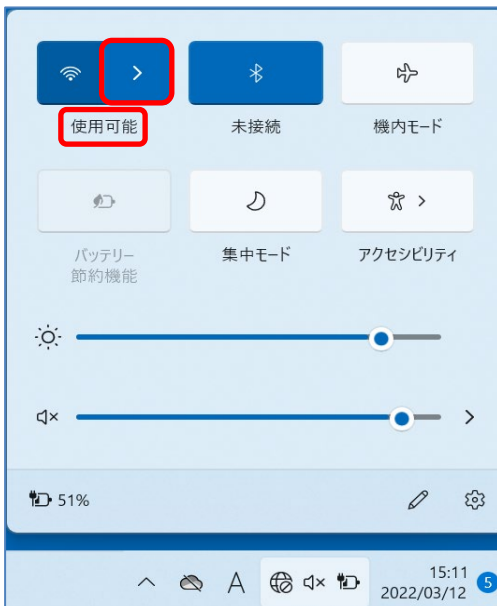 使用可能
未接続
機内モード
バッテリー
節約機能
集中モード
アクセシビリティ
51%
A
15:11
2022/03/12
5